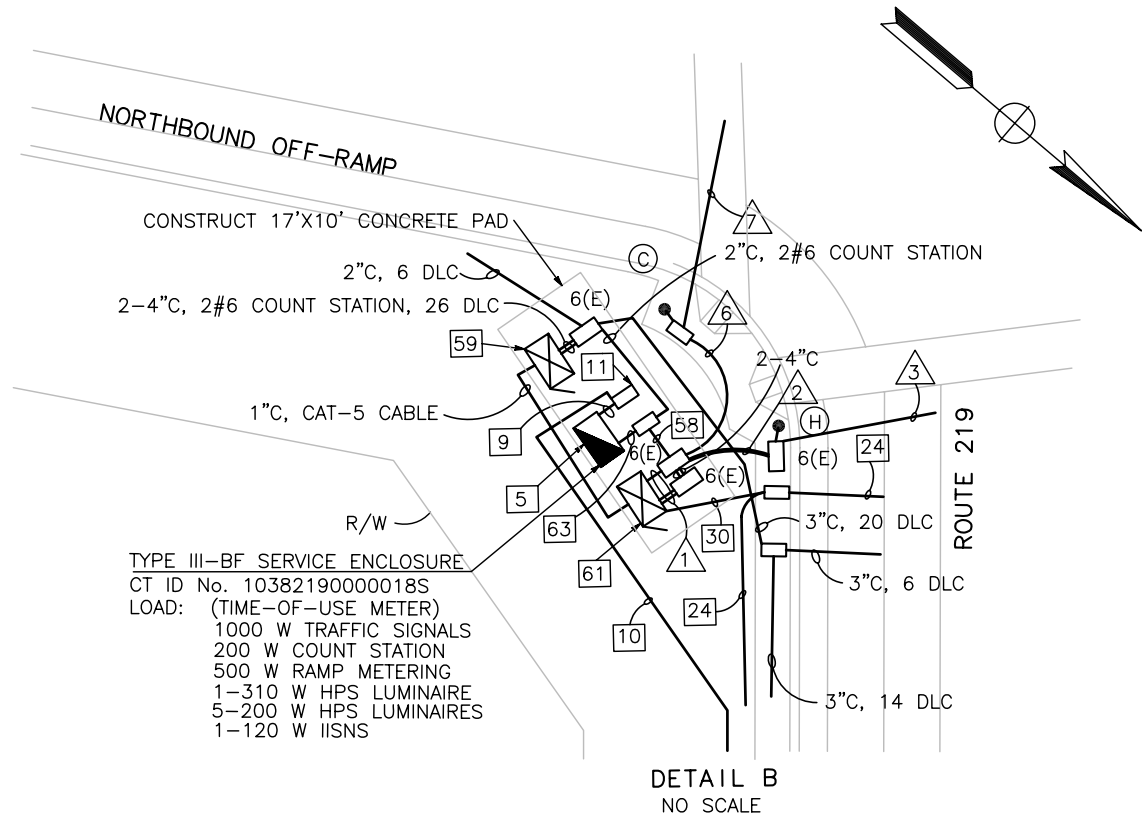 NORTHBOUND OFF-RAMP
CONSTRUCT 17'X10' CONCRETE PAD
C
7
2"C, 2#6 COUNT STATION
2"C, 6 DLC
6(E)
2-4"C, 2#6 COUNT STATION, 26 DLC
6
59
11
2-4"C
2
3
1"C, CAT-5 CABLE
9
58
H
24
6(E)
6(E)
6(E)
5
63
30
R/W
3"C, 20 DLC
ROUTE 219
TYPE III-BF SERVICE ENCLOSURE
61
1
3"C, 6 DLC
CT ID No. 10382190000018S
LOAD: (TIME-OF-USE METER)
1000 W TRAFFIC SIGNALS
200 W COUNT STATION
500 W RAMP METERING
1-310 W HPS LUMINAIRE
5-200 W HPS LUMINAIRES
1-120 W IISNS
24
10
3"C, 14 DLC
DETAIL B
NO SCALE